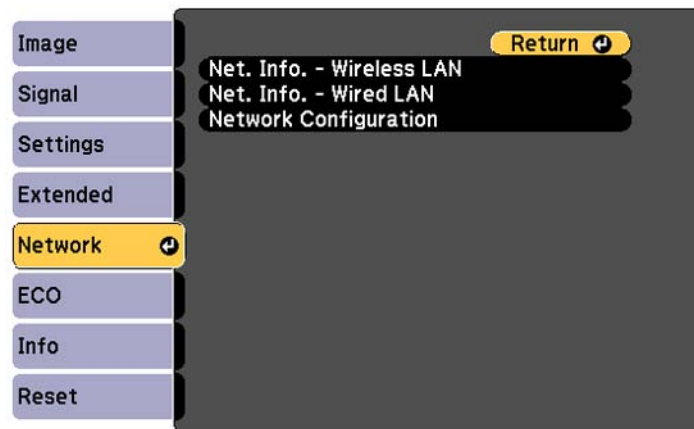 Image
Signal
Settings
Extended
Network
ECO
Info
Reset
Return
Net. Info. - Wireless LAN
Net. Info. - Wired LAN
Network Configuration